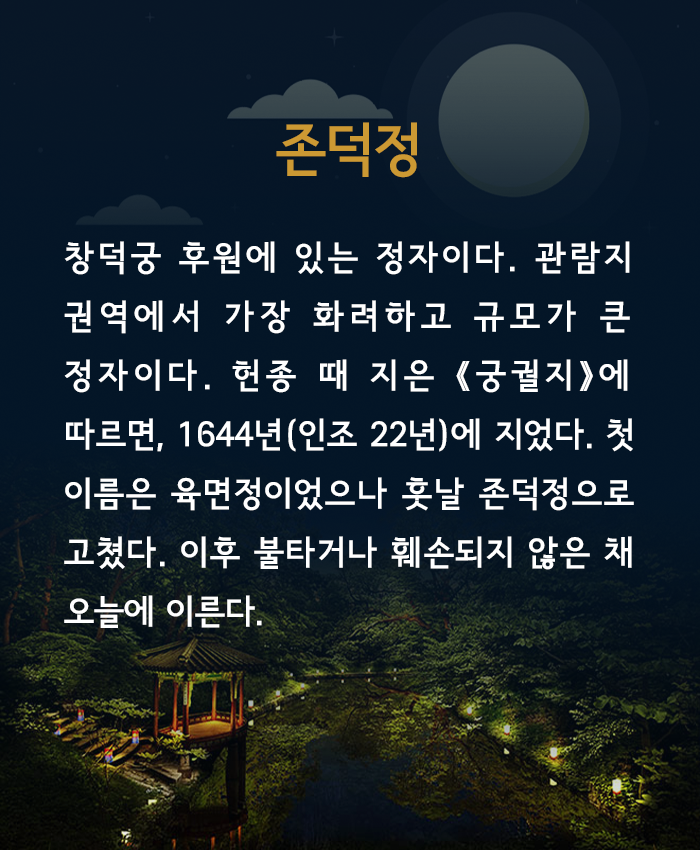 존덕정
창덕궁 후원에 있는 정자이다. 관람지
권역에서 가장 화려하고 규모가 큰
정자이다. 헌종 때 지은 《궁궐지》에
따르면, 1644년(인조 22년)에 지었다. 첫
이름은 육면정이었으나 훗날 존덕정으로
고쳤다. 이후 불타거나 훼손되지 않은 채
오늘에 이른다.